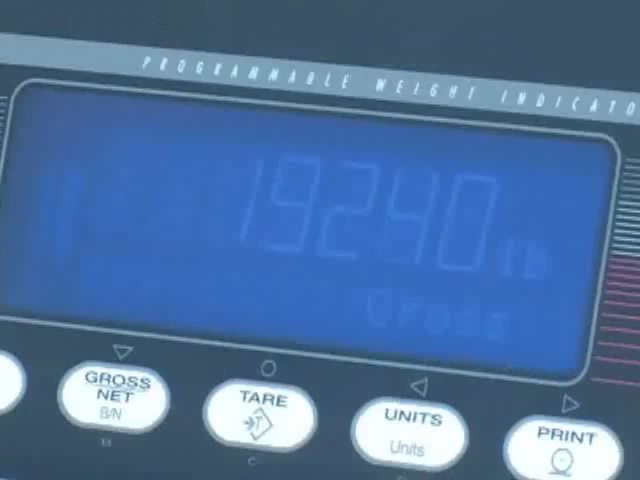 PROGRAMMABLE WEIGHT INDICATO
19290 lb
Gross
GROSS
NET
B/N
TARE
T
UNITS
Units
PRINT
C